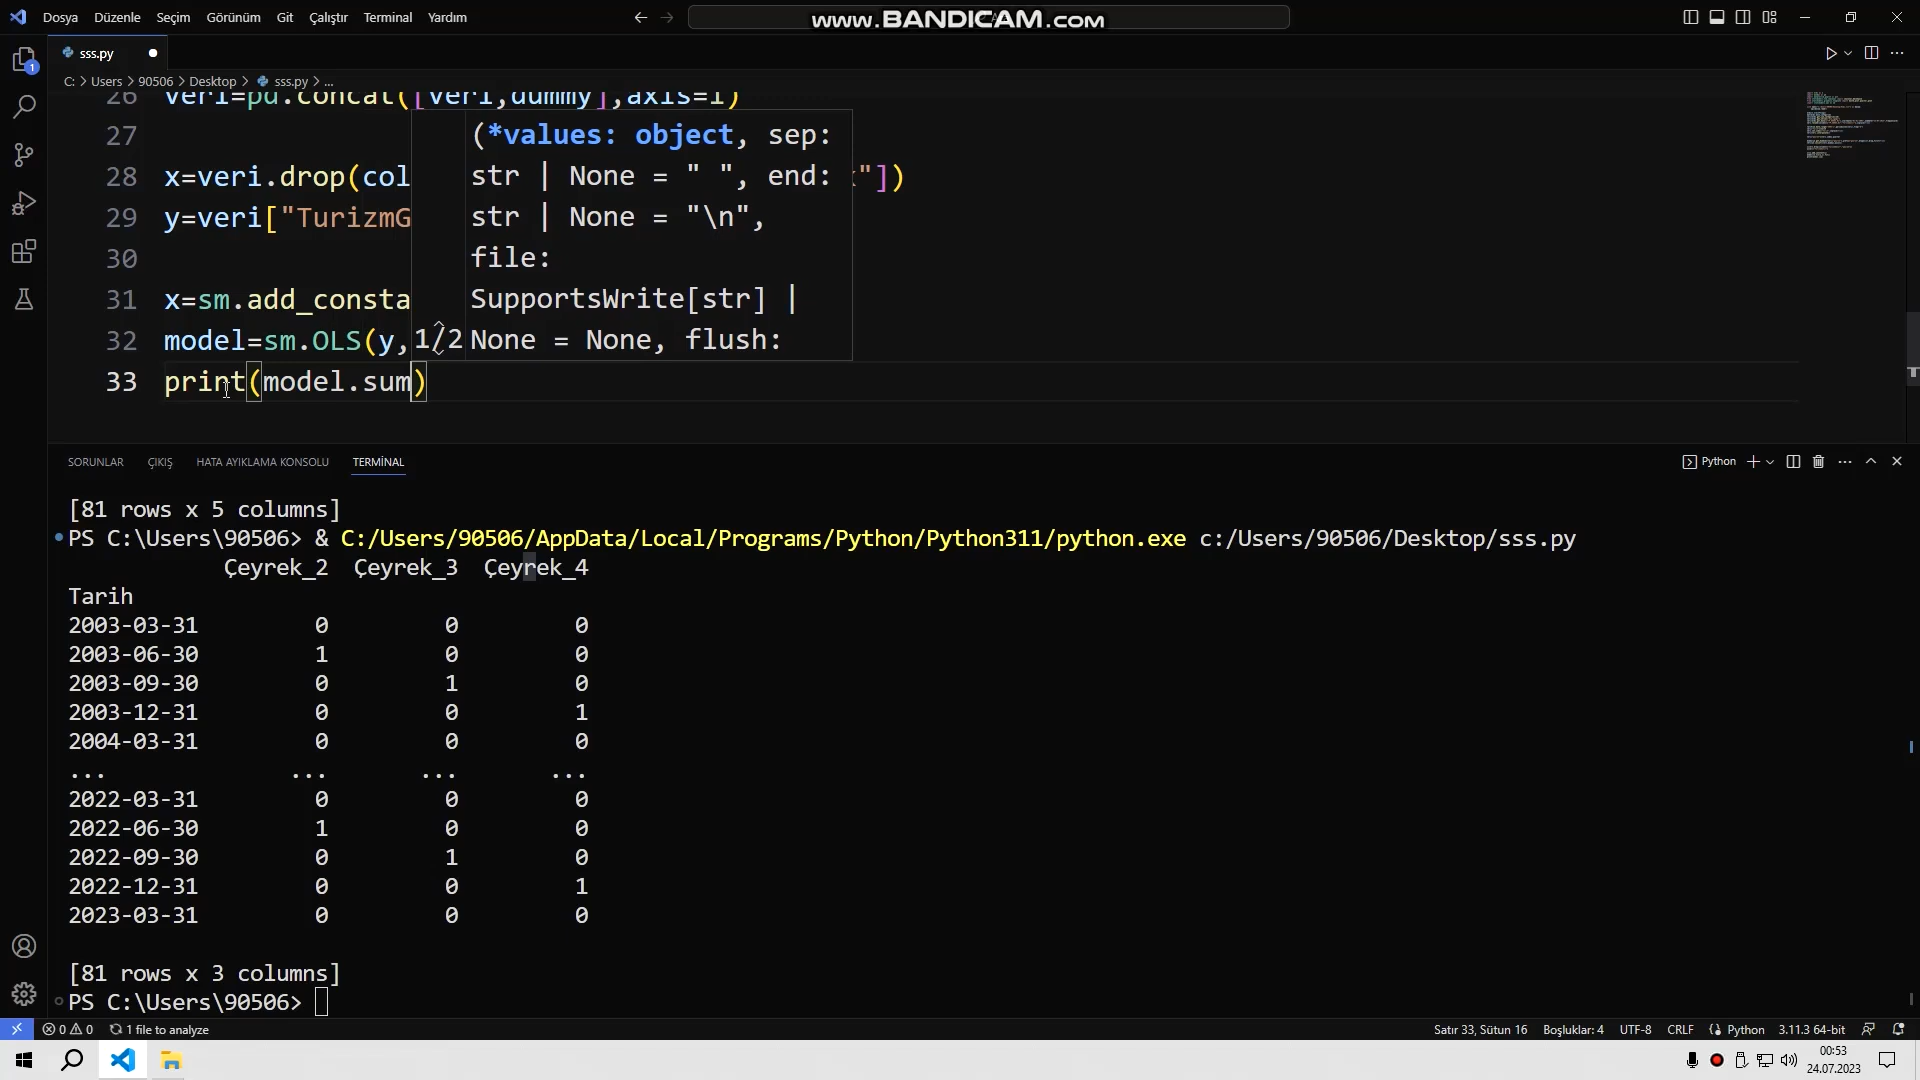 Dosya Düzenle Seçim Görünüm Git Çalıştır Terminal Yardım
www.BANDICAM.com
sss.py
C: > Users > 90506 > Desktop > sss.py > ...
26 veri=pd.concat([veri,dummy],axis=1)
27
28 x=veri.drop(col "])
29 y=veri["TurizmG
30
31 x=sm.add_consta
32 model=sm.OLS(y,
33 print(model.sum)
(*values: object, sep:
str | None = " ", end:
str | None = "\n",
file:
SupportsWrite[str] |
1/2 None = None, flush:
SORUNLAR ÇIKIŞ HATA AYIKLAMA KONSOLU TERMİNAL
Python
[81 rows x 5 columns]
PS C:\Users\90506> & C:/Users/90506/AppData/Local/Programs/Python/Python311/python.exe c:/Users/90506/Desktop/sss.py
Çeyrek_2 Çeyrek_3 Çeyrek_4
Tarih
2003-03-31 0 0 0
2003-06-30 1 0 0
2003-09-30 0 1 0
2003-12-31 0 0 1
2004-03-31 0 0 0
... ... ... ...
2022-03-31 0 0 0
2022-06-30 1 0 0
2022-09-30 0 1 0
2022-12-31 0 0 1
2023-03-31 0 0 0
[81 rows x 3 columns]
PS C:\Users\90506>
0 0 1 file to analyze
Satır 33, Sütun 16 Boşluklar: 4 UTF-8 CRLF Python 3.11.3 64-bit
00:53
24.07.2023